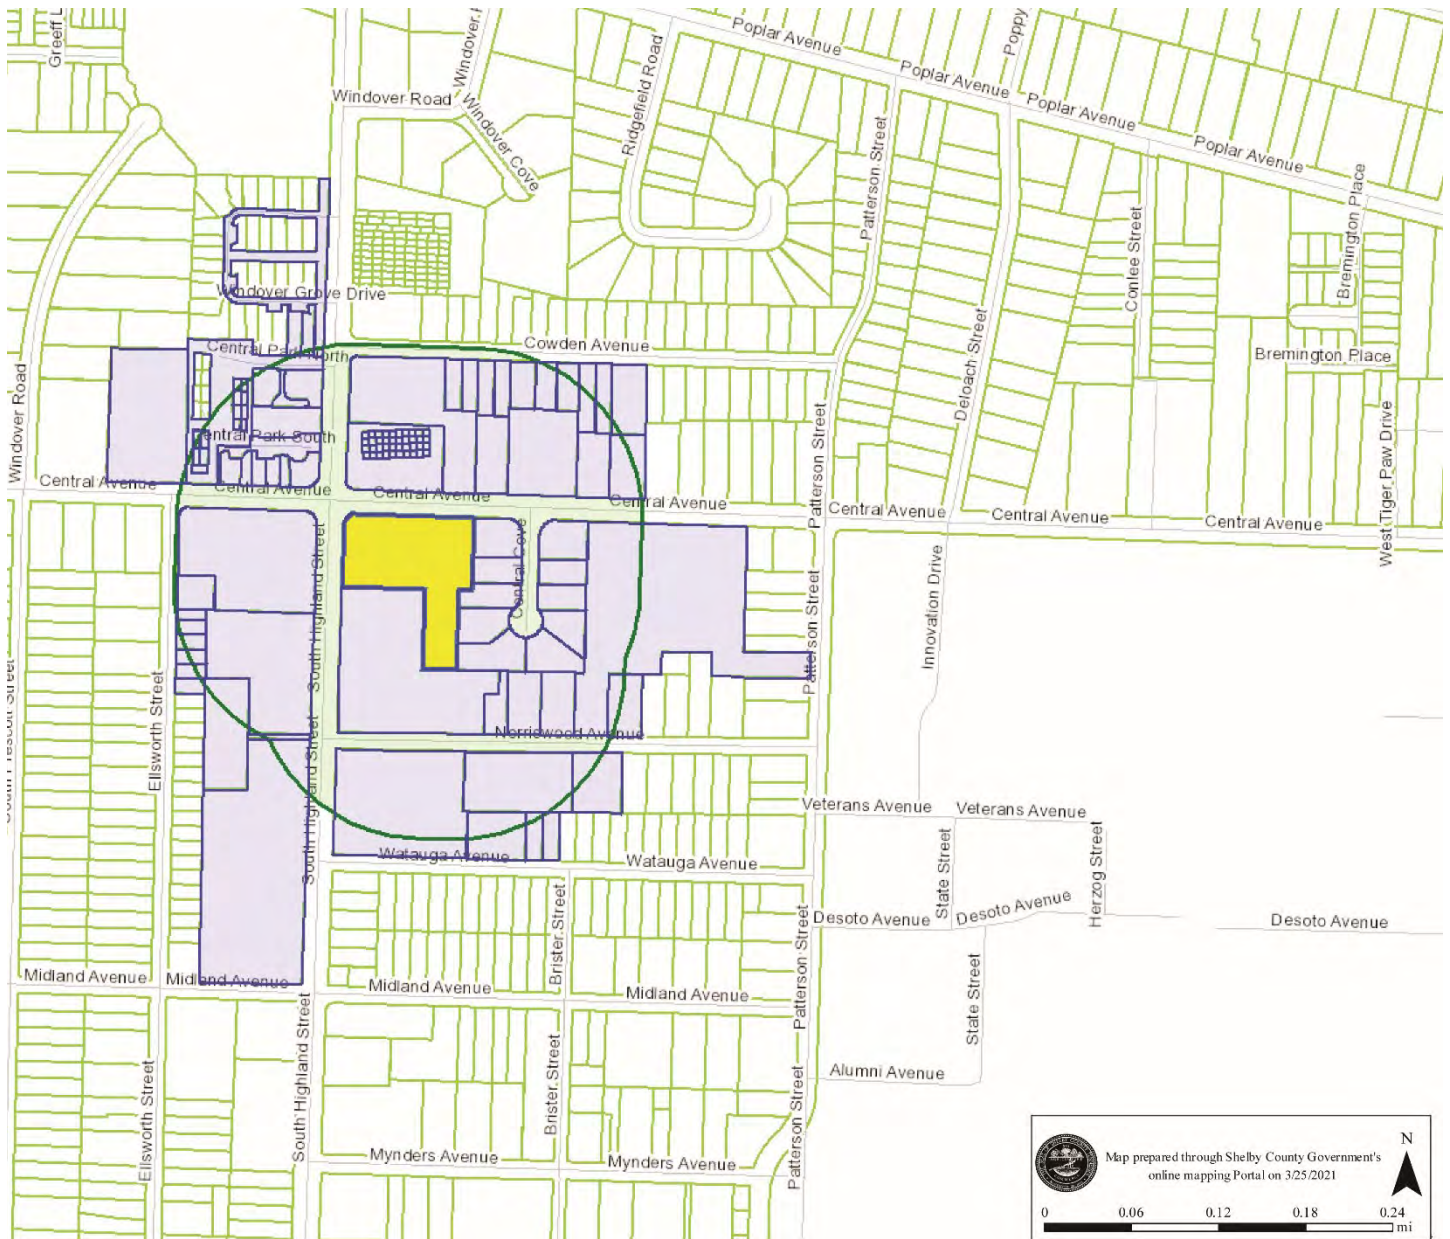 Greeff L
Windover
Poplar Avenue
Poppy
Poplar Avenue
Poplar Avenue
Poplar Avenue
Windover Road
Windover Cove
Ridgefield Road
Patterson Street
Conlee Street
Bremington Place
Windover Grove Drive
Deloach Street
Cowden Avenue
Central Park North
Bremington Place
Windover Road
Patterson Street
West Tiger Paw Drive
entral Park South
Central Avenue
Central Avenue
Central Avenue
Central Avenue
Central Avenue
Central Avenue
Central Avenue
South Highland Street
Central Cove
Innovation Drive
Patterson Street
South Prescott Street
Ellsworth Street
South Highland Street
Norriswood Avenue
Veterans Avenue
Veterans Avenue
Watauga Avenue
Watauga Avenue
State Street
Herzog Street
Brister Street
Desoto Avenue
Desoto Avenue
Desoto Avenue
Patterson Street
Midland Avenue
Midland Avenue
Midland Avenue
Midland Avenue
State Street
South Highland Street
Ellsworth Street
Brister Street
Alumni Avenue
Patterson Street
Mynders Avenue
Mynders Avenue
Map prepared through Shelby County Government's
online mapping Portal on 3/25/2021
N
0 0.06 0.12 0.18 0.24
mi